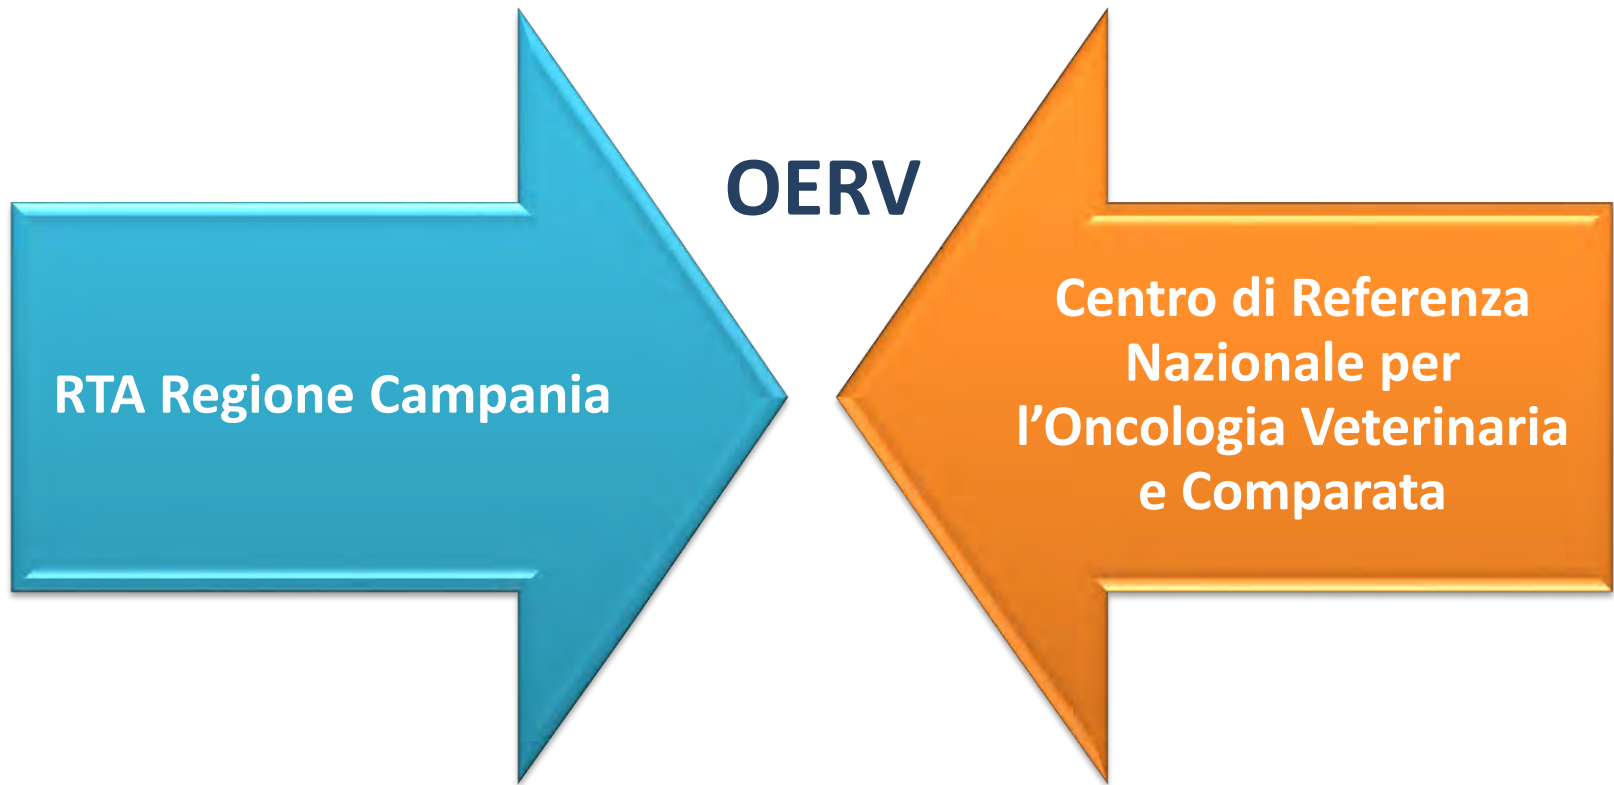 OERV
RTA Regione Campania
Centro di Referenza
Nazionale per
l’Oncologia Veterinaria
e Comparata